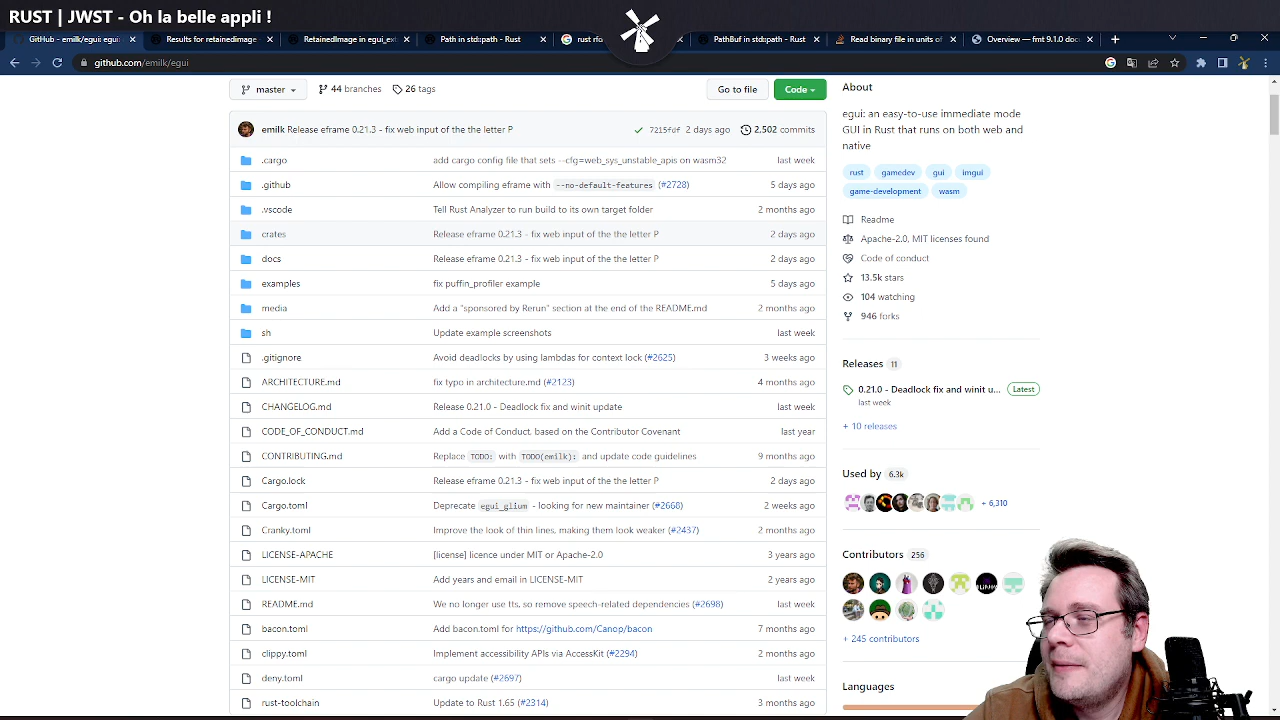 RUST | JWST - Oh la belle appli !
GitHub - emilk/egui: egui
Results for retainedimage -
RetainedImage in egui_ext
Path in std::path - Rust
PathBuf in std::path - Rust
Read binary file in units of
Overview — fmt 9.1.0 doc
github.com/emilk/egui
master
44 branches
26 tags
Go to file
Code
emilk Release eframe 0.21.3 - fix web input of the the letter P
7215fdf 2 days ago
2,502 commits
.cargo
add cargo config file that sets --cfg=web_sys_unstable_apis on wasm32
last week
.github
Allow compiling eframe with --no-default-features (#2728)
5 days ago
.vscode
Tell Rust Analyzer to run build to its own target folder
2 months ago
crates
Release eframe 0.21.3 - fix web input of the the letter P
2 days ago
docs
Release eframe 0.21.3 - fix web input of the the letter P
2 days ago
examples
fix puffin_profiler example
5 days ago
media
Add a "sponsored by Rerun" section at the end of the README.md
2 months ago
sh
Update example screenshots
last week
.gitignore
Avoid deadlocks by using lambdas for context lock (#2625)
3 weeks ago
ARCHITECTURE.md
fix typo in architecture.md (#2123)
4 months ago
CHANGELOG.md
Release 0.21.0 - Deadlock fix and winit update
last week
CODE_OF_CONDUCT.md
Add a Code of Conduct, based on the Contributor Covenant
last year
CONTRIBUTING.md
Replace TODO: with TODO(emilk): and update code guidelines
9 months ago
Cargo.lock
Release eframe 0.21.3 - fix web input of the the letter P
2 days ago
Cargo.toml
Deprecate egui_glium - looking for new maintainer (#2668)
2 weeks ago
Cranky.toml
Improve the look of thin lines, making them look weaker (#2437)
2 months ago
LICENSE-APACHE
[license] licence under MIT or Apache-2.0
3 years ago
LICENSE-MIT
Add years and email in LICENSE-MIT
2 years ago
README.md
We no longer use tts, so remove speech-related dependencies (#2698)
last week
bacon.toml
Add bacon.toml for https://github.com/Canop/bacon
7 months ago
clippy.toml
Implement accessibility APIs via AccessKit (#2294)
2 months ago
deny.toml
cargo update (#2697)
last week
rust-toolchain
(#2314)
2 months ago
About
egui: an easy-to-use immediate mode
GUI in Rust that runs on both web and
native
rust
gamedev
gui
imgui
game-development
wasm
Readme
Apache-2.0, MIT licenses found
Code of conduct
13.5k stars
104 watching
946 forks
Releases 11
0.21.0 - Deadlock fix and winit u...
Latest
last week
+ 10 releases
Used by 6.3k
+ 6,310
Contributors 256
+ 245 contributors
Languages